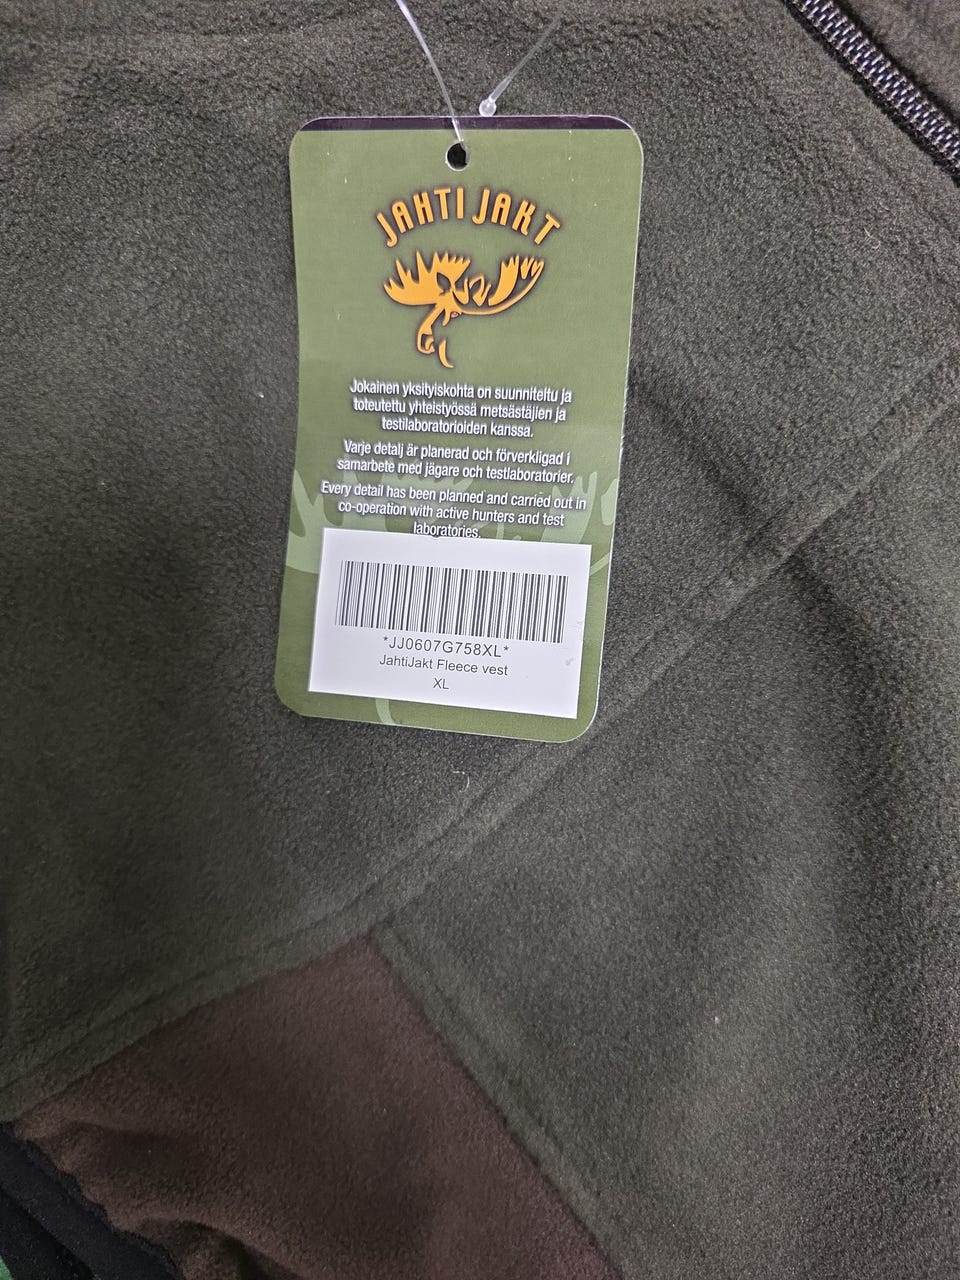 JAHTI JAKT
Jokainen yksityiskohta on suunniteltu ja
toteutettu yhteistyössä metsästäjien ja
testilaboratorioiden kanssa.
Varje detalj är planerad och förverkligad i
samarbete med jägare och testlaboratorier.
Every detail has been planned and carried out in
co-operation with active hunters and test
laboratories.
*JJ0607G758XL*
JahtiJakt Fleece vest
XL